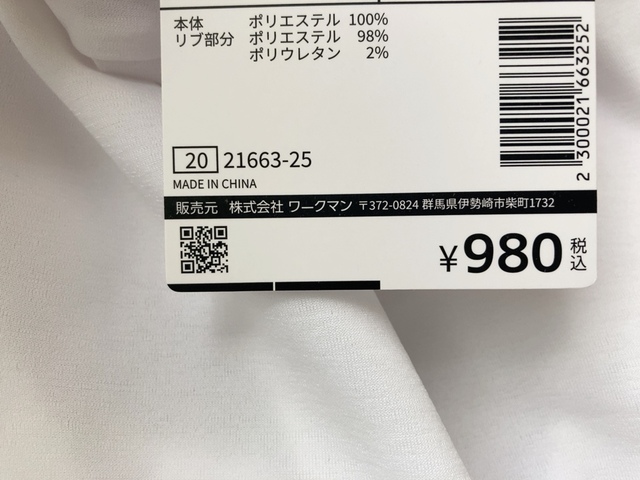 本体 ポリエステル 100%
リブ部分 ポリエステル 98%
ポリウレタン 2%
20 21663-25
MADE IN CHINA
2 300021 663252
販売元 株式会社 ワークマン 〒372-0824 群馬県伊勢崎市柴町1732
¥980 税込